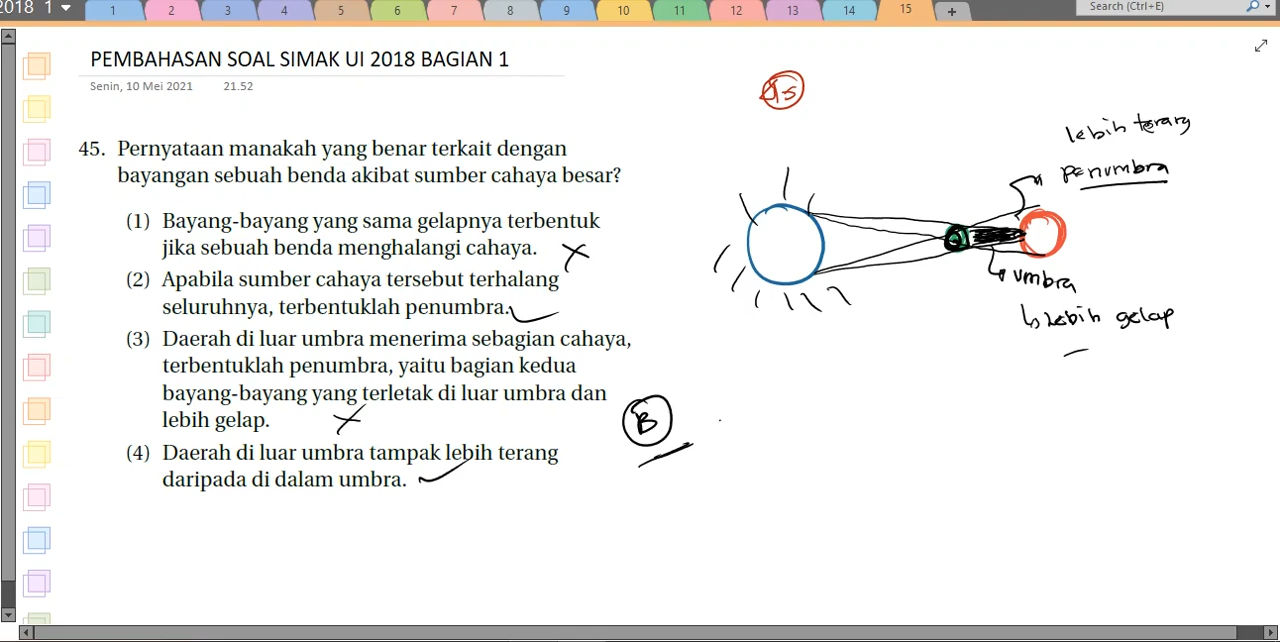 2018 1
1 2 3 4 5 6 7 8 9 10 11 12 13 14 15 +
Search (Ctrl+E)
PEMBAHASAN SOAL SIMAK UI 2018 BAGIAN 1
Senin, 10 Mei 2021 21.52
45. Pernyataan manakah yang benar terkait dengan
bayangan sebuah benda akibat sumber cahaya besar?
(1) Bayang-bayang yang sama gelapnya terbentuk
jika sebuah benda menghalangi cahaya.
(2) Apabila sumber cahaya tersebut terhalang
seluruhnya, terbentuklah penumbra.
(3) Daerah di luar umbra menerima sebagian cahaya,
terbentuklah penumbra, yaitu bagian kedua
bayang-bayang yang terletak di luar umbra dan
lebih gelap.
(4) Daerah di luar umbra tampak lebih terang
daripada di dalam umbra.
B
lebih terang
penumbra
umbra
lebih gelap